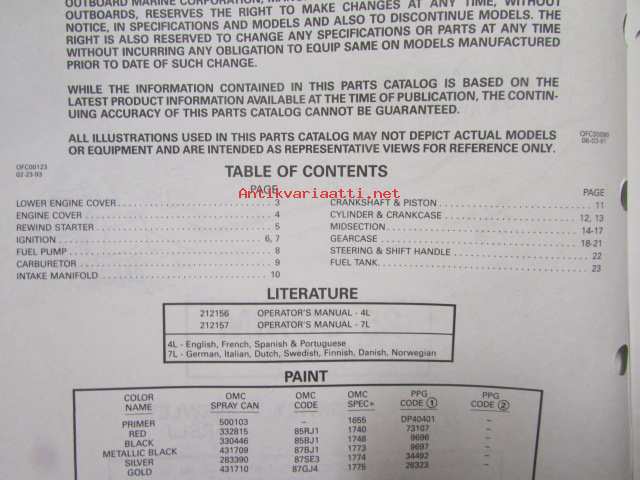 OUTBOARD MARINE CORPORATION,
OUTBOARDS, RESERVES THE RIGHT TO MAKE CHANGES AT ANY TIME, WITHOUT
NOTICE, IN SPECIFICATIONS AND MODELS AND ALSO TO DISCONTINUE MODELS. THE
RIGHT IS ALSO RESERVED TO CHANGE ANY SPECIFICATIONS OR PARTS AT ANY TIME
WITHOUT INCURRING ANY OBLIGATION TO EQUIP SAME ON MODELS MANUFACTURED
PRIOR TO DATE OF SUCH CHANGE.
WHILE THE INFORMATION CONTAINED IN THIS PARTS CATALOG IS BASED ON THE
LATEST PRODUCT INFORMATION AVAILABLE AT THE TIME OF PUBLICATION, THE CONTIN-
UING ACCURACY OF THIS PARTS CATALOG CANNOT BE GUARANTEED.
ALL ILLUSTRATIONS USED IN THIS PARTS CATALOG MAY NOT DEPICT ACTUAL MODELS
OR EQUIPMENT AND ARE INTENDED AS REPRESENTATIVE VIEWS FOR REFERENCE ONLY.
OFC00123
02-23-93
TABLE OF CONTENTS
Antikvariaatti.net
PAGE
LOWER ENGINE COVER 3
ENGINE COVER 4
REWIND STARTER 5
IGNITION 6, 7
FUEL PUMP 8
CARBURETOR 9
INTAKE MANIFOLD 10
PAGE
CRANKSHAFT & PISTON 11
CYLINDER & CRANKCASE 12, 13
MIDSECTION 14-17
GEARCASE 18-21
STEERING & SHIFT HANDLE 22
FUEL TANK 23
LITERATURE
212156 OPERATOR'S MANUAL - 4L
212157 OPERATOR'S MANUAL - 7L
4L - English, French, Spanish & Portuguese
7L - German, Italian, Dutch, Swedish, Finnish, Danish, Norwegian
PAINT
COLOR NAME OMC SPRAY CAN OMC CODE OMC SPEC+ PPG CODE ① PPG CODE ②
PRIMER 500103 – 1655 DP40401 –
RED 332815 85RJ1 1740 73107 –
BLACK 330446 85BJ1 1748 9696 –
METALLIC BLACK 431709 87BJ1 1773 9697 –
SILVER 283390 87SE3 1774 34492 –
GOLD 431710 87GJ4 1775 26323 –